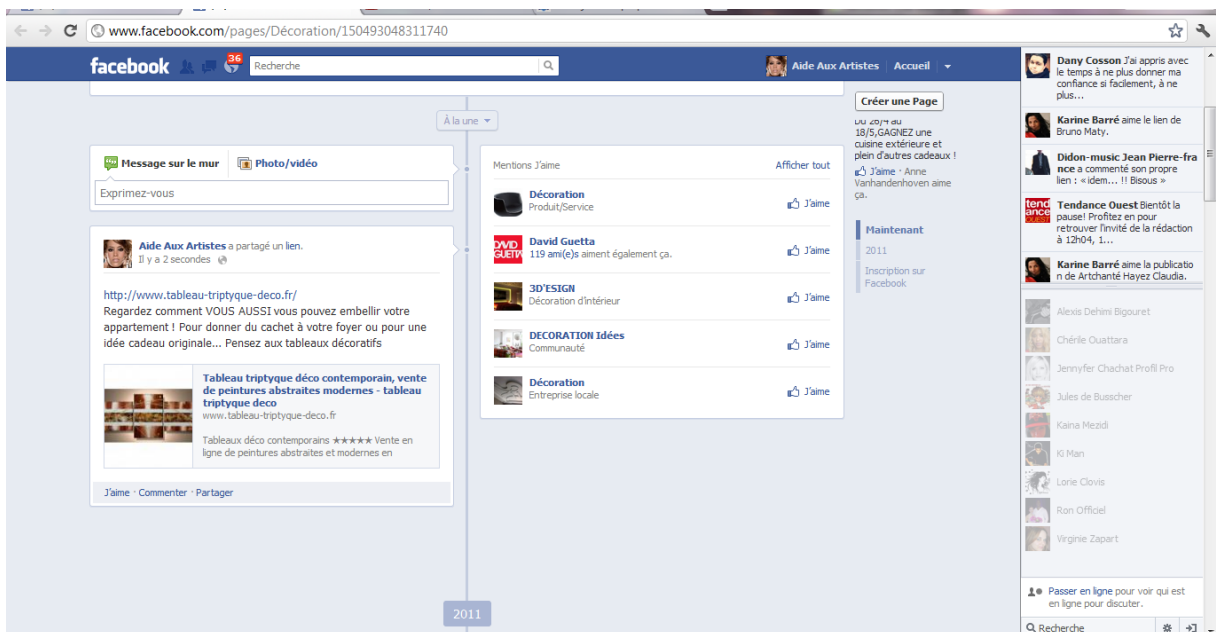 www.facebook.com/pages/Décoration/150493048311740
facebook
36
Recherche
Aide Aux Artistes
Accueil
À la une
Message sur le mur
Photo/vidéo
Exprimez-vous
Aide Aux Artistes a partagé un lien.
Il y a 2 secondes
http://www.tableau-triptyque-deco.fr/
Regardez comment VOUS AUSSI vous pouvez embellir votre
appartement ! Pour donner du cachet à votre foyer ou pour une
idée cadeau originale... Pensez aux tableaux décoratifs
Tableau triptyque déco contemporain, vente
de peintures abstraites modernes - tableau
triptyque deco
www.tableau-triptyque-deco.fr
Tableaux déco contemporains ★★★★★ Vente en
ligne de peintures abstraites et modernes en
J'aime · Commenter · Partager
Mentions J'aime
Afficher tout
Décoration
Produit/Service
J'aime
DAVID
GUETTA
David Guetta
119 ami(e)s aiment également ça.
J'aime
3D'ESIGN
Décoration d'intérieur
J'aime
DECORATION Idées
Communauté
J'aime
Décoration
Entreprise locale
J'aime
2011
Créer une Page
Du 26/4 au
18/5,GAGNEZ une
cuisine extérieure et
plein d'autres cadeaux !
J'aime · Anne
Vanhandenhoven aime
ça.
Maintenant
2011
Inscription sur
Facebook
Dany Cosson J'ai appris avec
le temps à ne plus donner ma
confiance si facilement, à ne
plus...
Karine Barré aime le lien de
Bruno Maty.
Didon-music Jean Pierre-fra
nce a commenté son propre
lien : «idem... !! Bisous »
tend
ance
OUEST
Tendance Ouest Bientôt la
pause! Profitez en pour
retrouver l'invité de la rédaction
à 12h04, 1...
Karine Barré aime la publicatio
n de Artchanté Hayez Claudia.
Alexis Dehimi Bigouret
Chérile Ouattara
Jennyfer Chachat Profil Pro
Jules de Busscher
Kaina Mezidi
Ki Man
Lorie Clovis
Ron Officiel
Virginie Zapart
Passer en ligne pour voir qui est
en ligne pour discuter.
Recherche